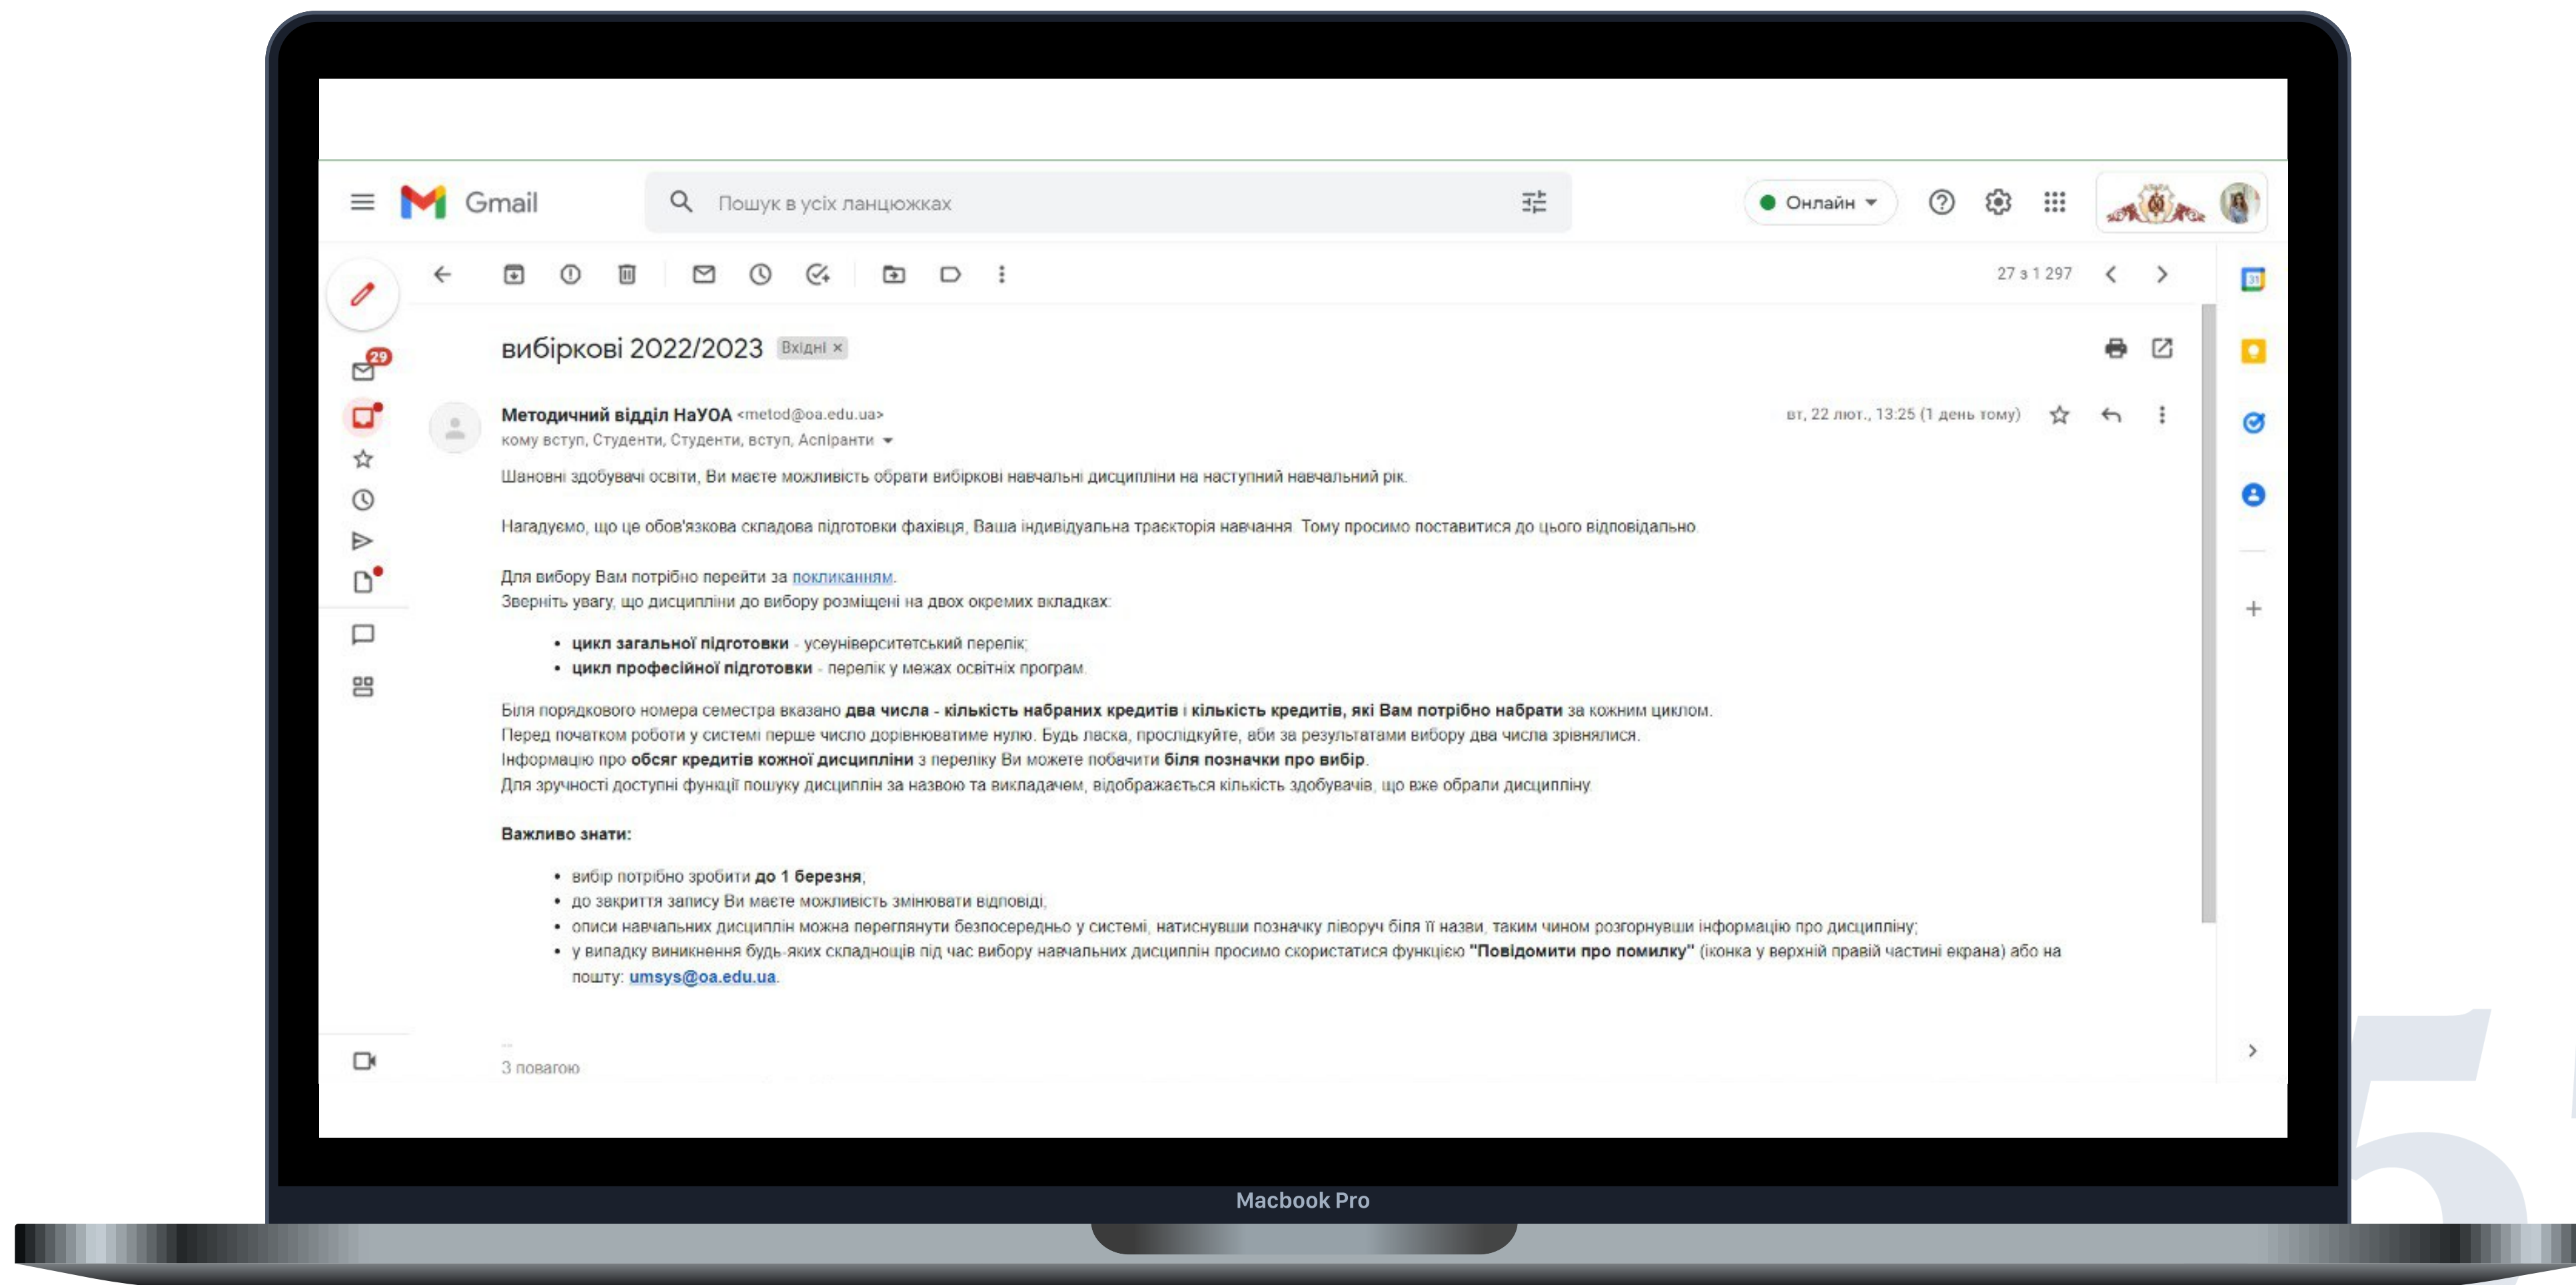 Gmail
Пошук в усіх ланцюжках
Онлайн
27 з 1 297
31
29
вибіркові 2022/2023 Вхідні ×
Методичний відділ НаУОА <metod@oa.edu.ua>
вт, 22 лют., 13:25 (1 день тому)
кому вступ, Студенти, Студенти, вступ, Аспіранти
Шановні здобувачі освіти, Ви маєте можливість обрати вибіркові навчальні дисципліни на наступний навчальний рік.
Нагадуємо, що це обов'язкова складова підготовки фахівця, Ваша індивідуальна траєкторія навчання. Тому просимо поставитися до цього відповідально.
Для вибору Вам потрібно перейти за покликанням.
Зверніть увагу, що дисципліни до вибору розміщені на двох окремих вкладках:
• цикл загальної підготовки - усеуніверситетський перелік;
• цикл професійної підготовки - перелік у межах освітніх програм.
Біля порядкового номера семестра вказано два числа - кількість набраних кредитів і кількість кредитів, які Вам потрібно набрати за кожним циклом.
Перед початком роботи у системі перше число дорівнюватиме нулю. Будь ласка, прослідкуйте, аби за результатами вибору два числа зрівнялися.
Інформацію про обсяг кредитів кожної дисципліни з переліку Ви можете побачити біля позначки про вибір.
Для зручності доступні функції пошуку дисциплін за назвою та викладачем, відображається кількість здобувачів, що вже обрали дисципліну.
Важливо знати:
• вибір потрібно зробити до 1 березня;
• до закриття запису Ви маєте можливість змінювати відповіді;
• описи навчальних дисциплін можна переглянути безпосередньо у системі, натиснувши позначку ліворуч біля її назви, таким чином розгорнувши інформацію про дисципліну;
• у випадку виникнення будь-яких складнощів під час вибору навчальних дисциплін просимо скористатися функцією "Повідомити про помилку" (іконка у верхній правій частині екрана) або на
пошту: umsys@oa.edu.ua.
--
З повагою
Macbook Pro
5